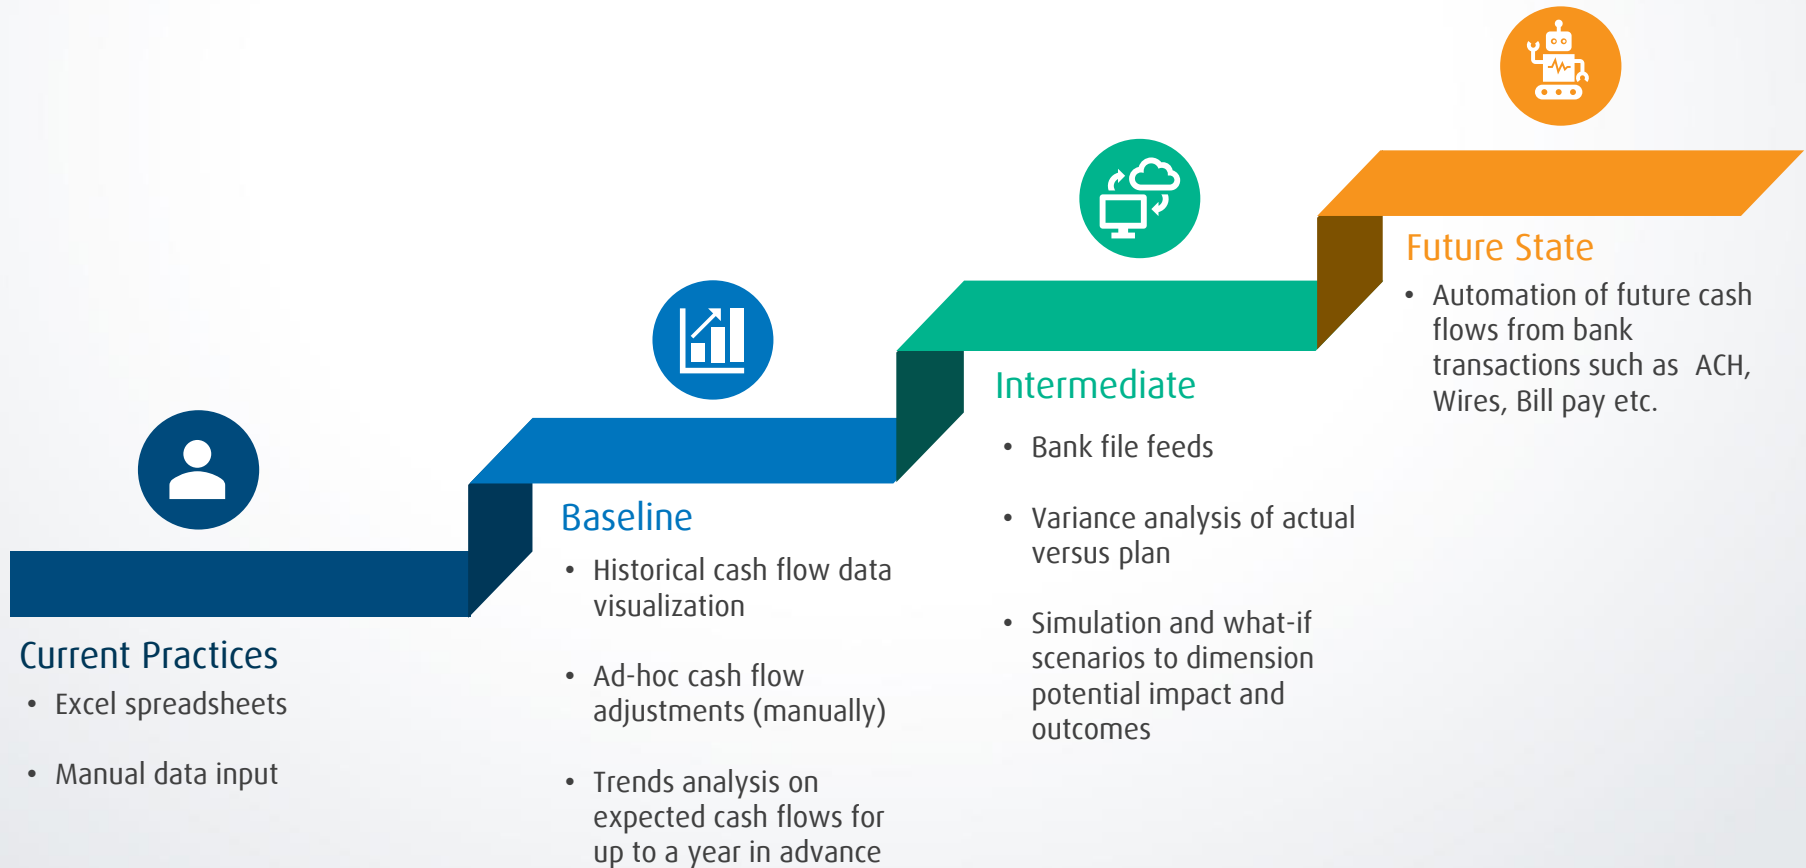 Current Practices
• Excel spreadsheets
• Manual data input
Baseline
• Historical cash flow data
visualization
• Ad-hoc cash flow
adjustments (manually)
• Trends analysis on
expected cash flows for
up to a year in advance
Intermediate
• Bank file feeds
• Variance analysis of actual
versus plan
• Simulation and what-if
scenarios to dimension
potential impact and
outcomes
Future State
• Automation of future cash
flows from bank
transactions such as  ACH,
Wires, Bill pay etc.